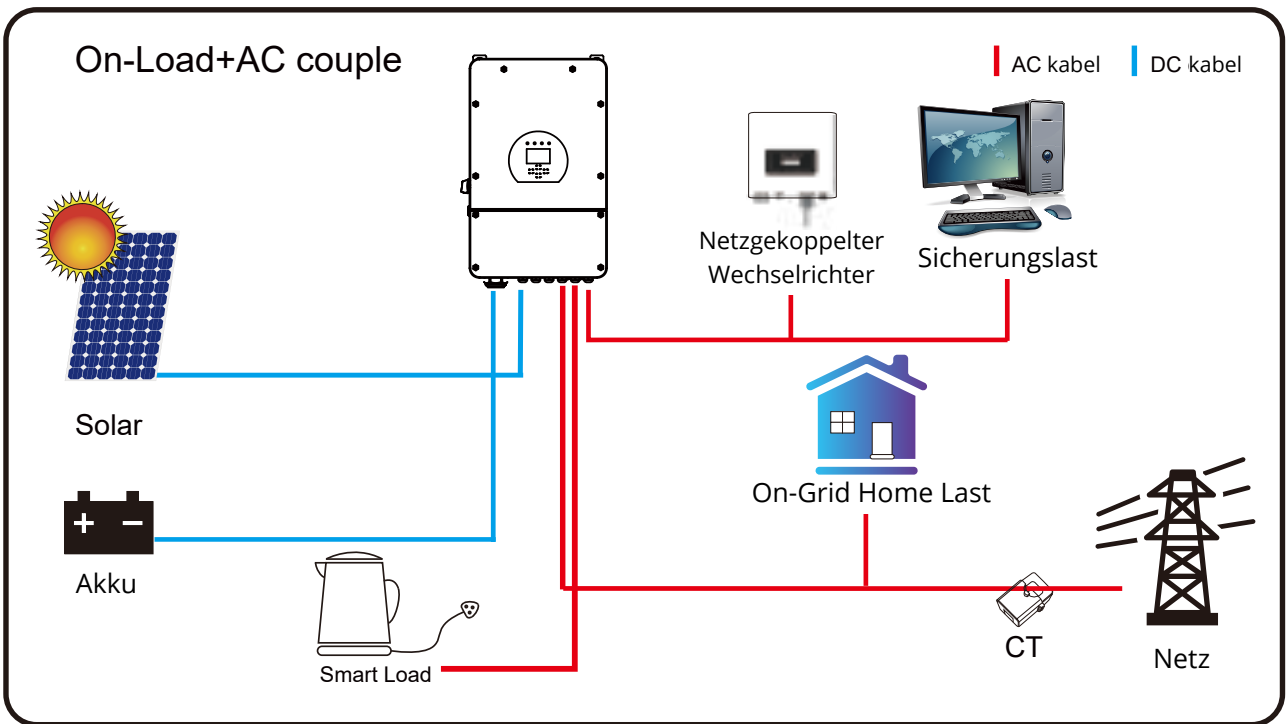 On-Load+AC couple
AC kabel
DC kabel
Netzgekoppelter
Wechselrichter
Sicherungslast
Solar
On-Grid Home Last
+ −
Akku
Smart Load
CT
Netz